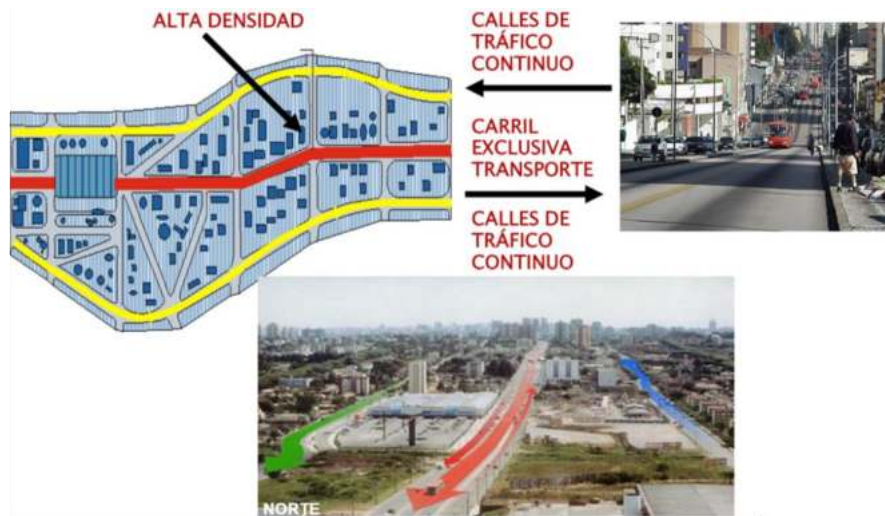 ALTA DENSIDAD
CALLES DE
TRÁFICO
CONTINUO
CARRIL
EXCLUSIVA
TRANSPORTE
CALLES DE
TRÁFICO
CONTINUO
NORTE